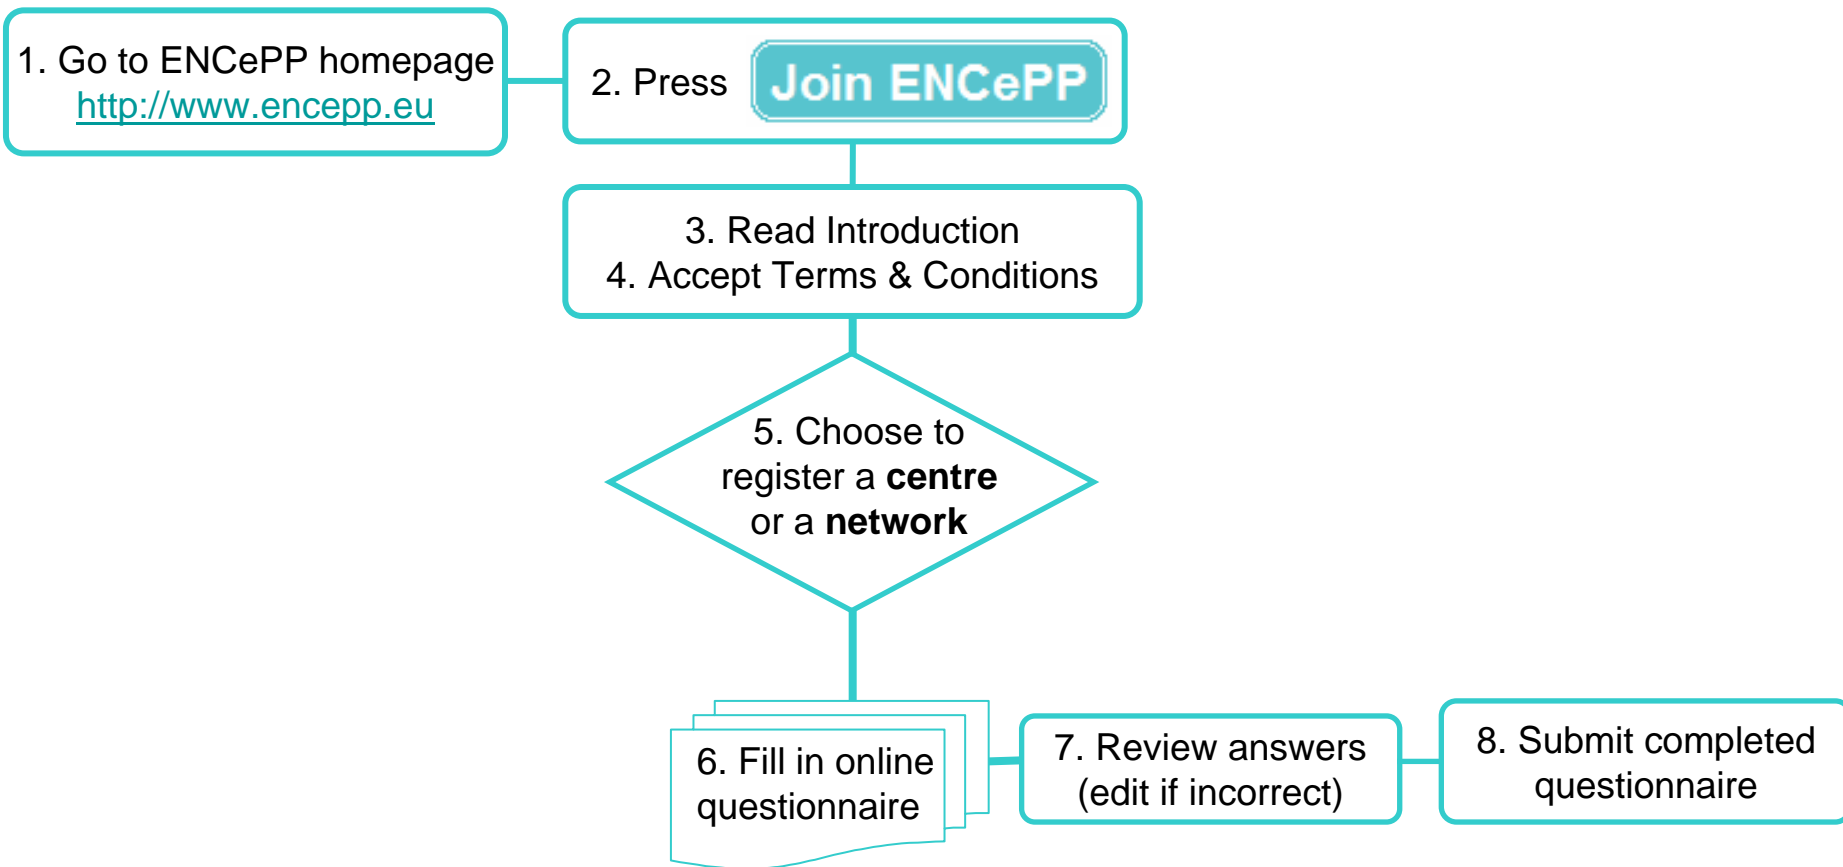 1. Go to ENCePP homepage
http://www.encepp.eu
2. Press Join ENCePP
3. Read Introduction
4. Accept Terms & Conditions
5. Choose to
register a centre
or a network
6. Fill in online
questionnaire
7. Review answers
(edit if incorrect)
8. Submit completed
questionnaire